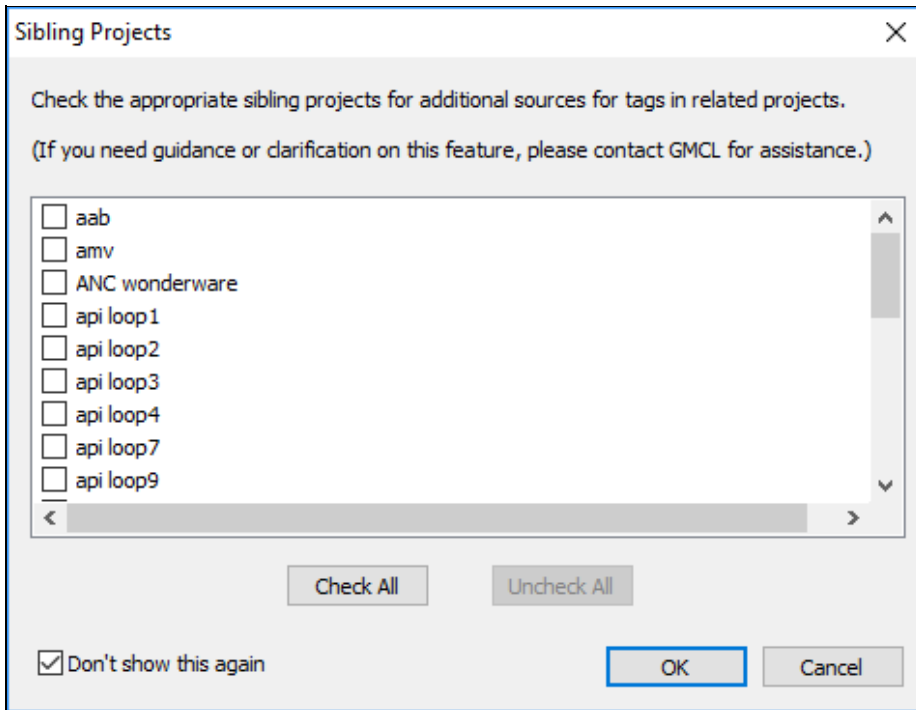 Sibling Projects
Check the appropriate sibling projects for additional sources for tags in related projects.
(If you need guidance or clarification on this feature, please contact GMCL for assistance.)
aab
amv
ANC wonderware
api loop1
api loop2
api loop3
api loop4
api loop7
api loop9
Check All Uncheck All
Don't show this again OK Cancel